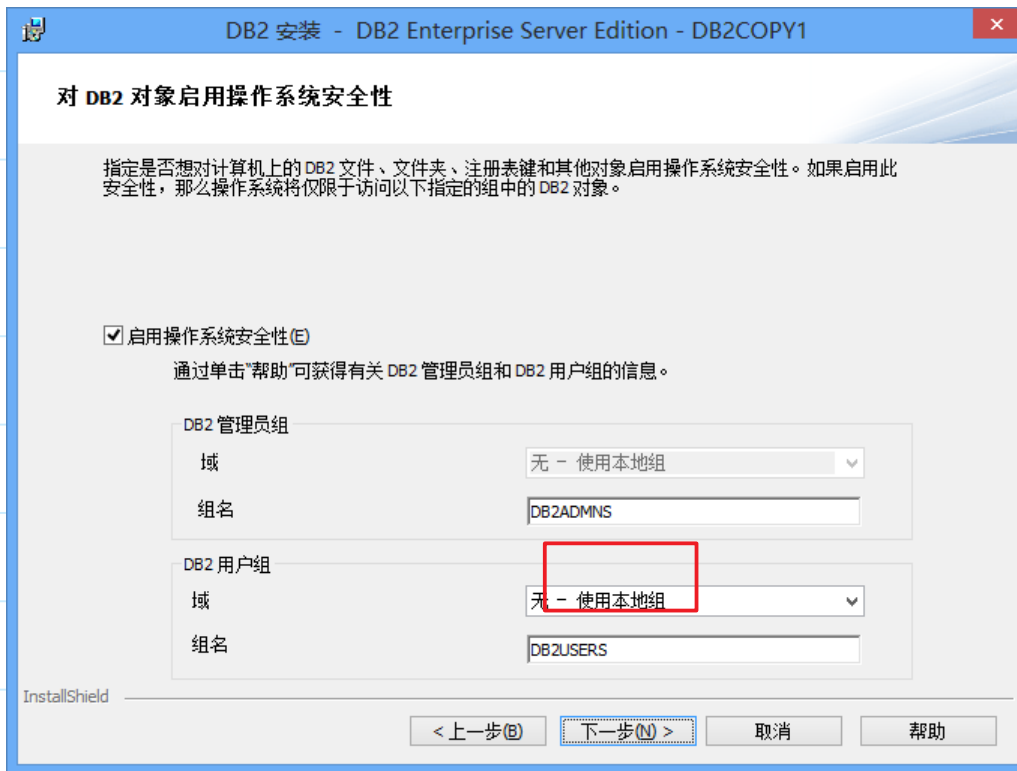 DB2 安装 - DB2 Enterprise Server Edition - DB2COPY1
对 DB2 对象启用操作系统安全性
指定是否想对计算机上的 DB2 文件、文件夹、注册表键和其他对象启用操作系统安全性。如果启用此
安全性，那么操作系统将仅限于访问以下指定的组中的 DB2 对象。
启用操作系统安全性(E)
通过单击"帮助"可获得有关 DB2 管理员组和 DB2 用户组的信息。
DB2 管理员组
域 无 - 使用本地组
组名 DB2ADMNS
DB2 用户组
域 无 - 使用本地组
组名 DB2USERS
InstallShield
< 上一步(B) 下一步(N) > 取消 帮助